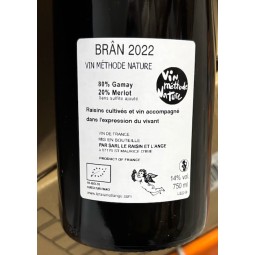 BRÂN 2022
VIN MÉTHODE NATURE
80% Gamay
20% Merlot
Sans sulfite ajouté
Vin
méthode
Nature
Raisins cultivés et vin accompagné
dans l'expression du vivant
VIN DE FRANCE
MIS EN BOUTEILLE
PAR SARL LE RAISIN ET L'ANGE
PRODUCT OF FRANCE
14% vol
750 ml